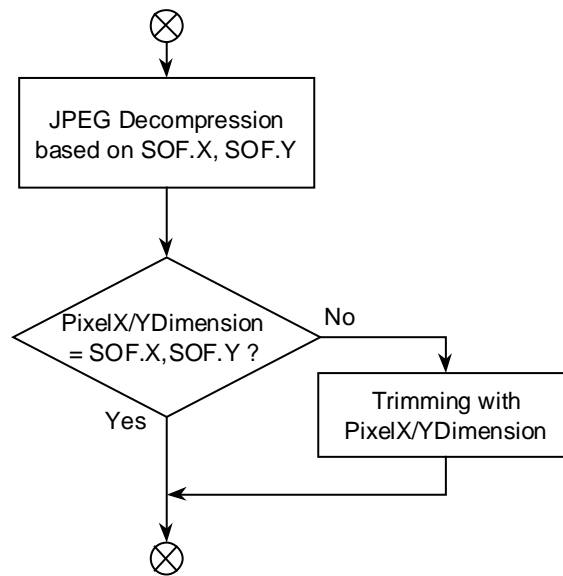 JPEG Decompression
based on SOF.X, SOF.Y
PixelX/YDimension
= SOF.X,SOF.Y ?
No
Yes
Trimming with
PixelX/YDimension